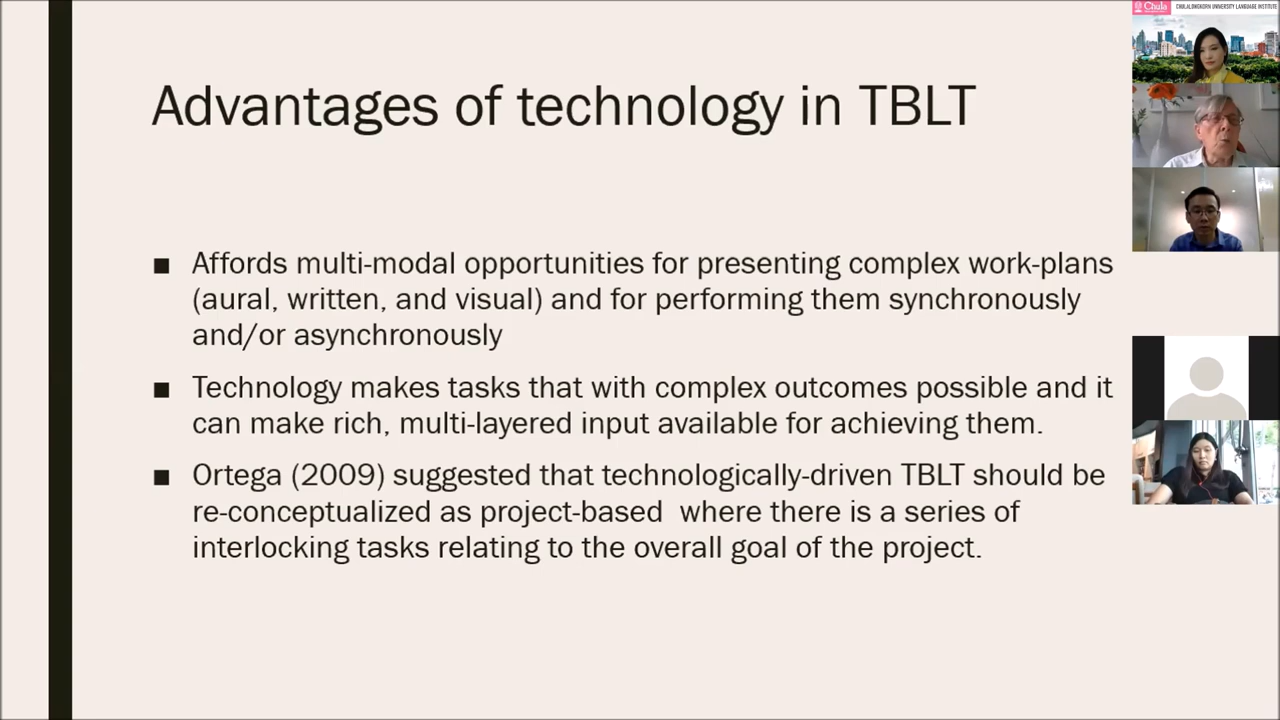 Chula
CHULALONGKORN UNIVERSITY LANGUAGE INSTITUTE
Advantages of technology in TBLT
■ Affords multi-modal opportunities for presenting complex work-plans
(aural, written, and visual) and for performing them synchronously
and/or asynchronously
■ Technology makes tasks that with complex outcomes possible and it
can make rich, multi-layered input available for achieving them.
■ Ortega (2009) suggested that technologically-driven TBLT should be
re-conceptualized as project-based  where there is a series of
interlocking tasks relating to the overall goal of the project.